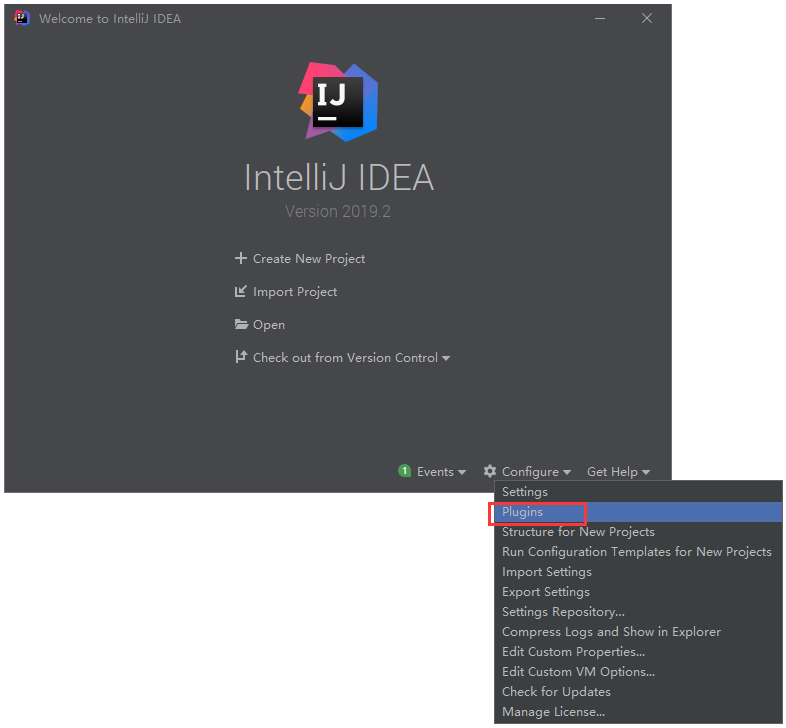 Welcome to IntelliJ IDEA
IJ
IntelliJ IDEA
Version 2019.2
Create New Project
Import Project
Open
Check out from Version Control
1 Events Configure Get Help
Settings
Plugins
Structure for New Projects
Run Configuration Templates for New Projects
Import Settings
Export Settings
Settings Repository...
Compress Logs and Show in Explorer
Edit Custom Properties...
Edit Custom VM Options...
Check for Updates
Manage License...